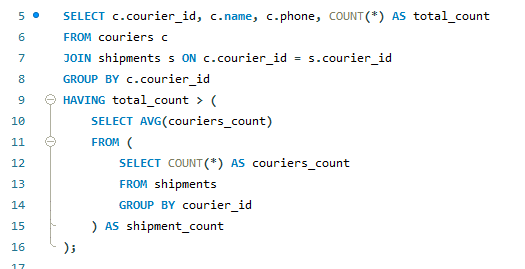 5 SELECT c.courier_id, c.name, c.phone, COUNT(*) AS total_count
6 FROM couriers c
7 JOIN shipments s ON c.courier_id = s.courier_id
8 GROUP BY c.courier_id
9 HAVING total_count > (
10 SELECT AVG(couriers_count)
11 FROM (
12 SELECT COUNT(*) AS couriers_count
13 FROM shipments
14 GROUP BY courier_id
15 ) AS shipment_count
16 );
17